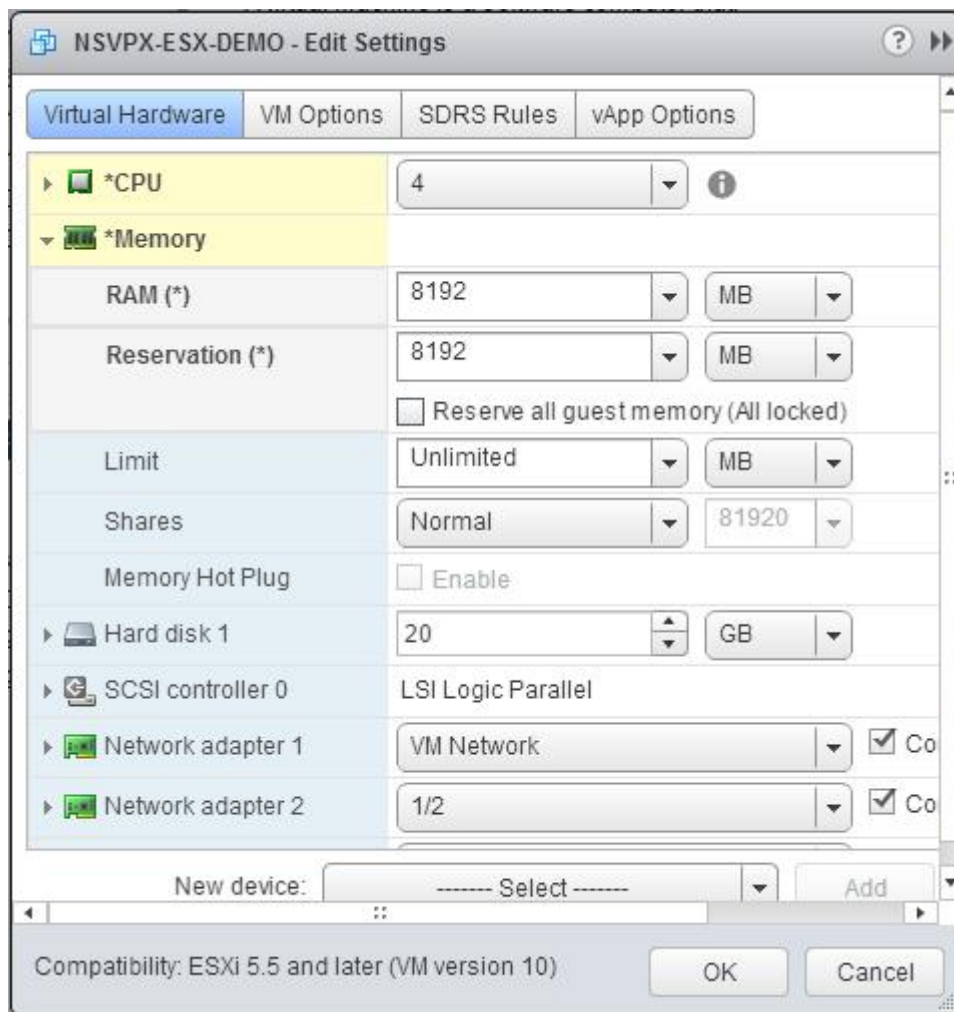 NSVPX-ESX-DEMO - Edit Settings
Virtual Hardware VM Options SDRS Rules vApp Options
*CPU 4
*Memory
RAM (*) 8192 MB
Reservation (*) 8192 MB
Reserve all guest memory (All locked)
Limit Unlimited MB
Shares Normal 81920
Memory Hot Plug Enable
Hard disk 1 20 GB
SCSI controller 0 LSI Logic Parallel
Network adapter 1 VM Network Co
Network adapter 2 1/2 Co
New device: ------- Select ------- Add
Compatibility: ESXi 5.5 and later (VM version 10) OK Cancel